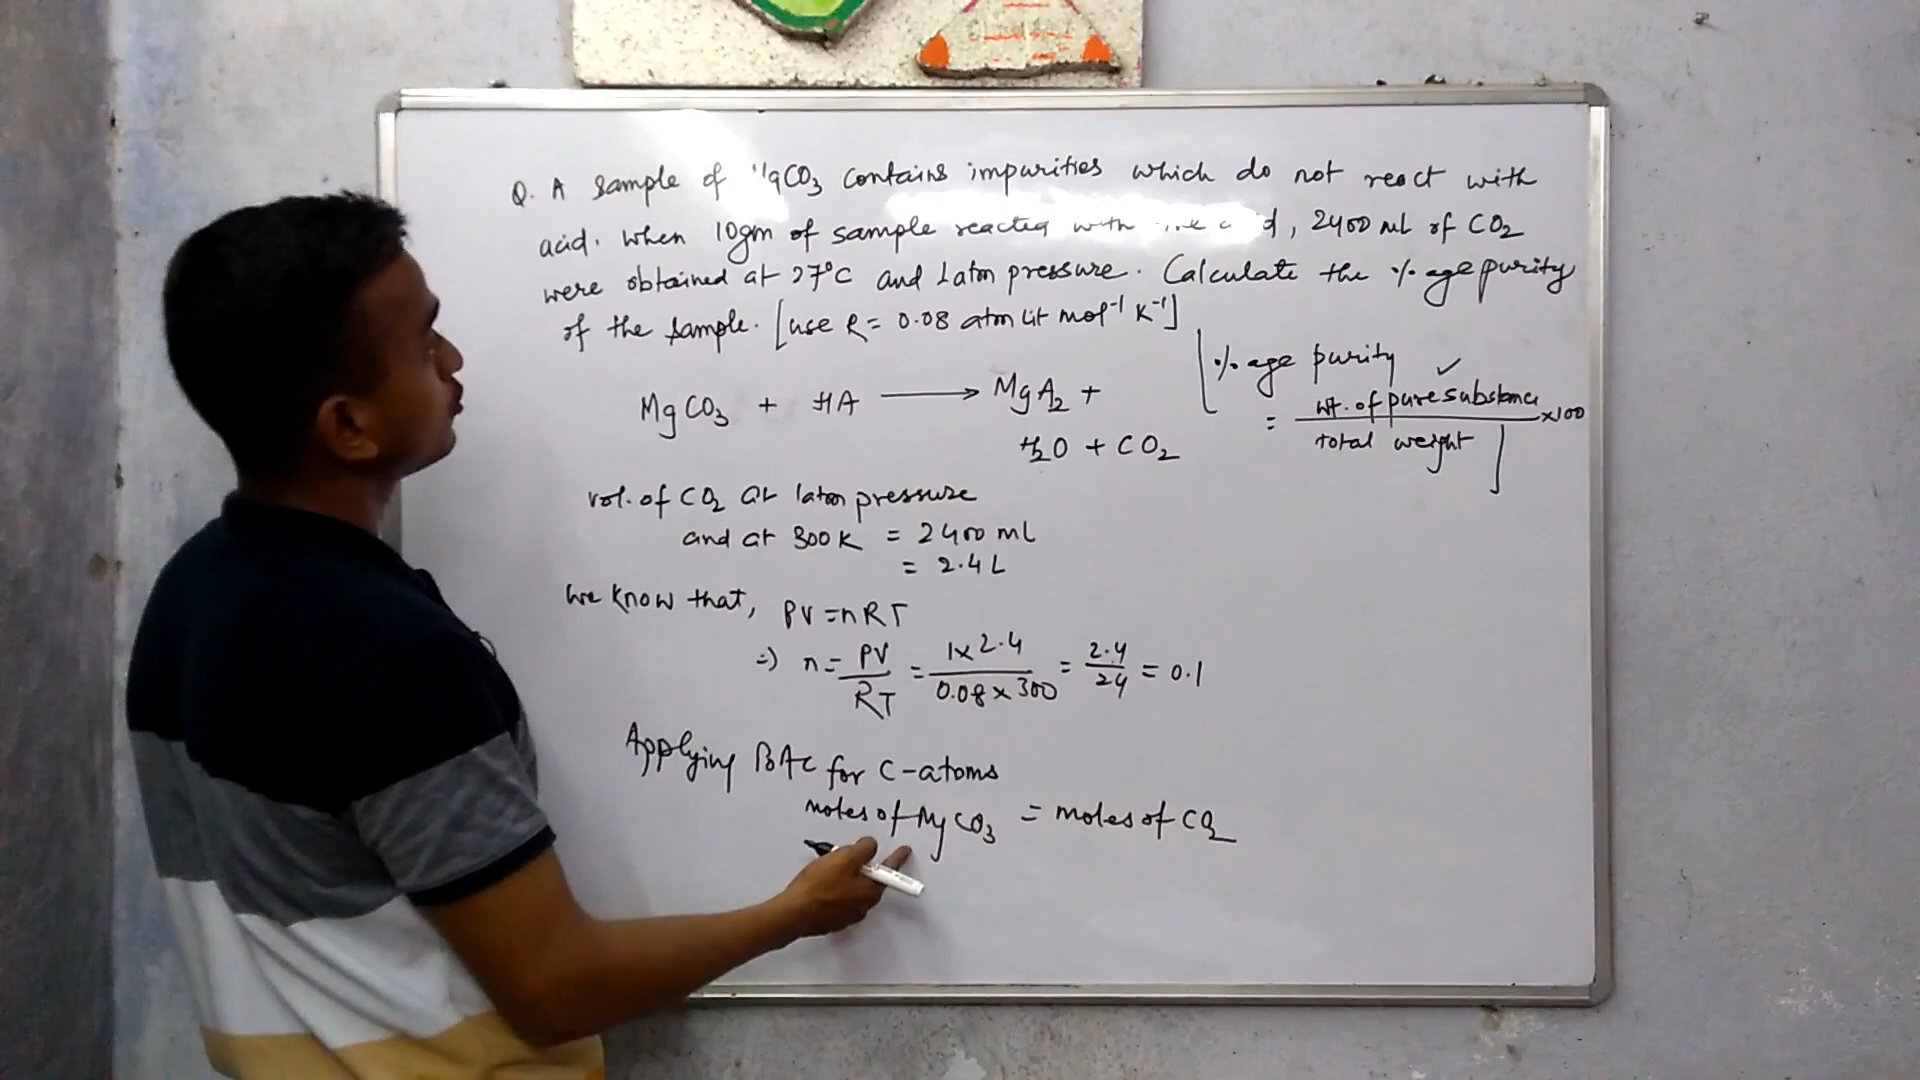 Q. A sample of MgCO3 contains impurities which do not react with
acid. When 10gm of sample reacted with d, 2400 ml of CO2
were obtained at 27°C and 1 atm pressure. Calculate the % age purity
of the sample. [use R = 0.08 atm lit mol-1 K-1]
MgCO3 + HA ⟶ MgA2 +
H2O + CO2
[% age purity
= wt. of pure substance ✓ / total weight ×100]
vol. of CO2 at 1 atm pressure
and at 300K = 2400 mL
= 2.4 L
We know that, PV = nRT
=) n = PV/RT = 1×2.4/0.08×300 = 2.4/24 = 0.1
Applying BAC for C-atoms
moles of MgCO3 = moles of CO2